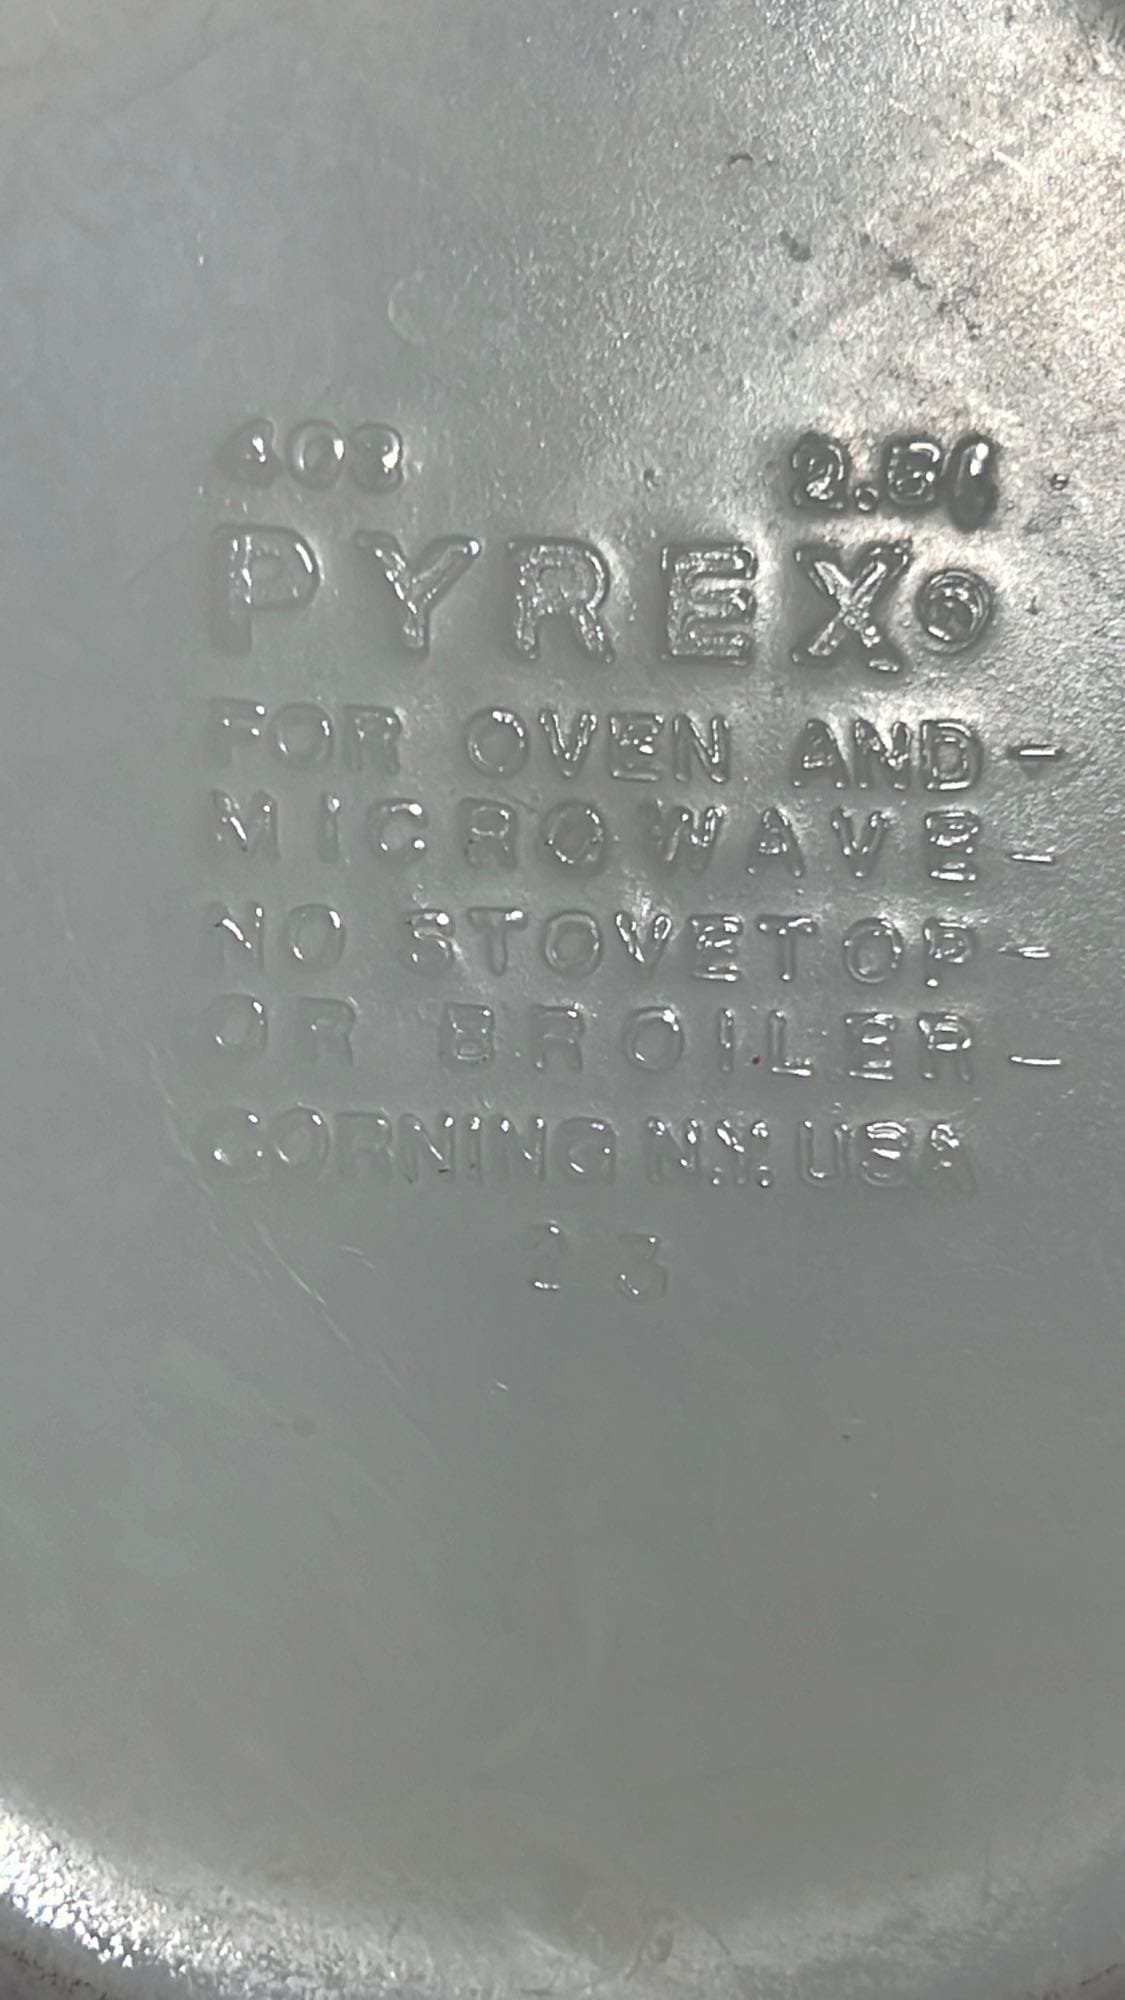 403 2.5ℓ
PYREX®
FOR OVEN AND-
MICROWAVE-
NO STOVETOP-
OR BROILER-
CORNING N.Y. USA
23